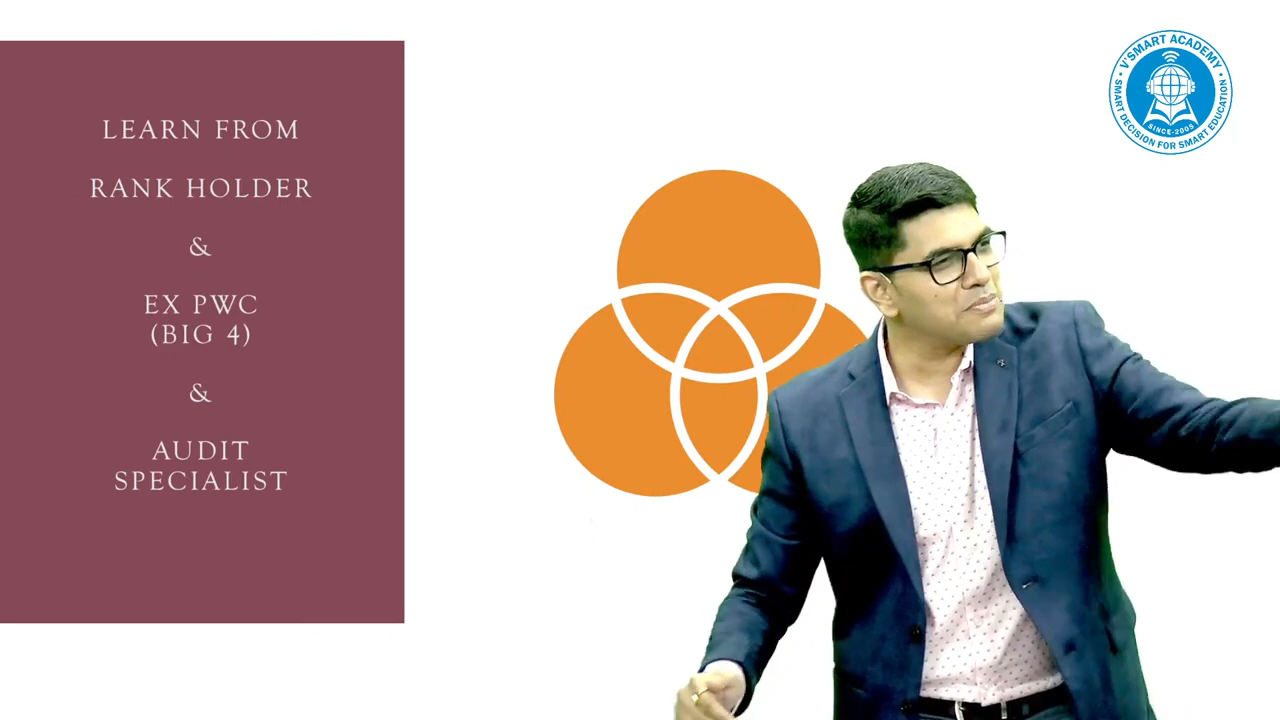 LEARN FROM
RANK HOLDER
&
EX PWC
(BIG 4)
&
AUDIT
SPECIALIST
V'SMART ACADEMY
SMART DECISION FOR SMART EDUCATION
SINCE-2005